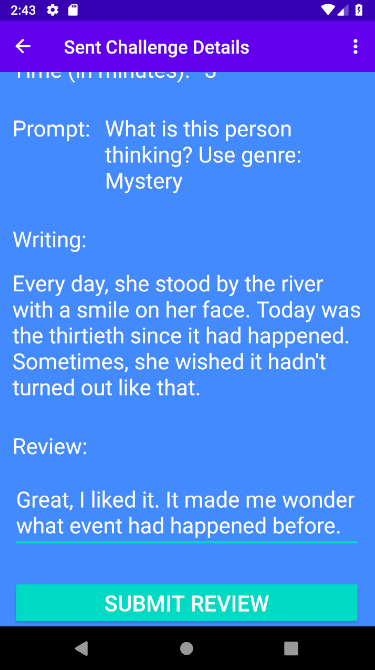 2:43
Sent Challenge Details
Time (in minutes): 3
Prompt: What is this person
thinking? Use genre:
Mystery
Writing:
Every day, she stood by the river
with a smile on her face. Today was
the thirtieth since it had happened.
Sometimes, she wished it hadn't
turned out like that.
Review:
Great, I liked it. It made me wonder
what event had happened before.
SUBMIT REVIEW